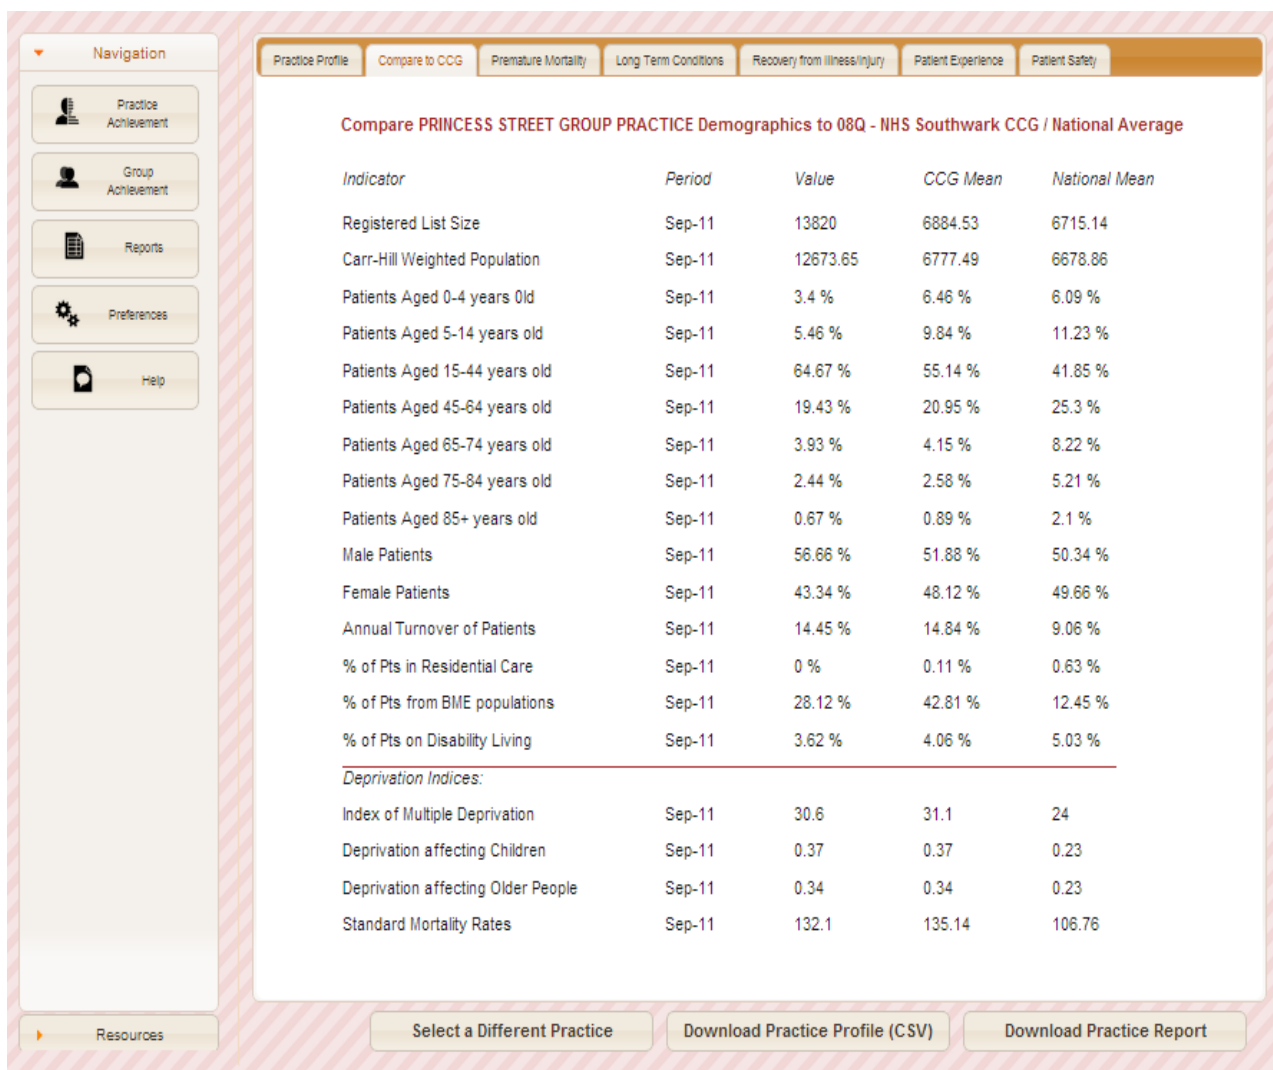 Navigation
Practice
Achievement
Group
Achievement
Reports
Preferences
Help
Resources
Practice Profile Compare to CCG Premature Mortality Long Term Conditions Recovery from Illness/Injury Patient Experience Patient Safety
Compare PRINCESS STREET GROUP PRACTICE Demographics to 08Q - NHS Southwark CCG / National Average
Indicator Period Value CCG Mean National Mean
Registered List Size Sep-11 13820 6884.53 6715.14
Carr-Hill Weighted Population Sep-11 12673.65 6777.49 6678.86
Patients Aged 0-4 years 0ld Sep-11 3.4 % 6.46 % 6.09 %
Patients Aged 5-14 years old Sep-11 5.46 % 9.84 % 11.23 %
Patients Aged 15-44 years old Sep-11 64.67 % 55.14 % 41.85 %
Patients Aged 45-64 years old Sep-11 19.43 % 20.95 % 25.3 %
Patients Aged 65-74 years old Sep-11 3.93 % 4.15 % 8.22 %
Patients Aged 75-84 years old Sep-11 2.44 % 2.58 % 5.21 %
Patients Aged 85+ years old Sep-11 0.67 % 0.89 % 2.1 %
Male Patients Sep-11 56.66 % 51.88 % 50.34 %
Female Patients Sep-11 43.34 % 48.12 % 49.66 %
Annual Turnover of Patients Sep-11 14.45 % 14.84 % 9.06 %
% of Pts in Residential Care Sep-11 0 % 0.11 % 0.63 %
% of Pts from BME populations Sep-11 28.12 % 42.81 % 12.45 %
% of Pts on Disability Living Sep-11 3.62 % 4.06 % 5.03 %
Deprivation Indices:
Index of Multiple Deprivation Sep-11 30.6 31.1 24
Deprivation affecting Children Sep-11 0.37 0.37 0.23
Deprivation affecting Older People Sep-11 0.34 0.34 0.23
Standard Mortality Rates Sep-11 132.1 135.14 106.76
Select a Different Practice Download Practice Profile (CSV) Download Practice Report